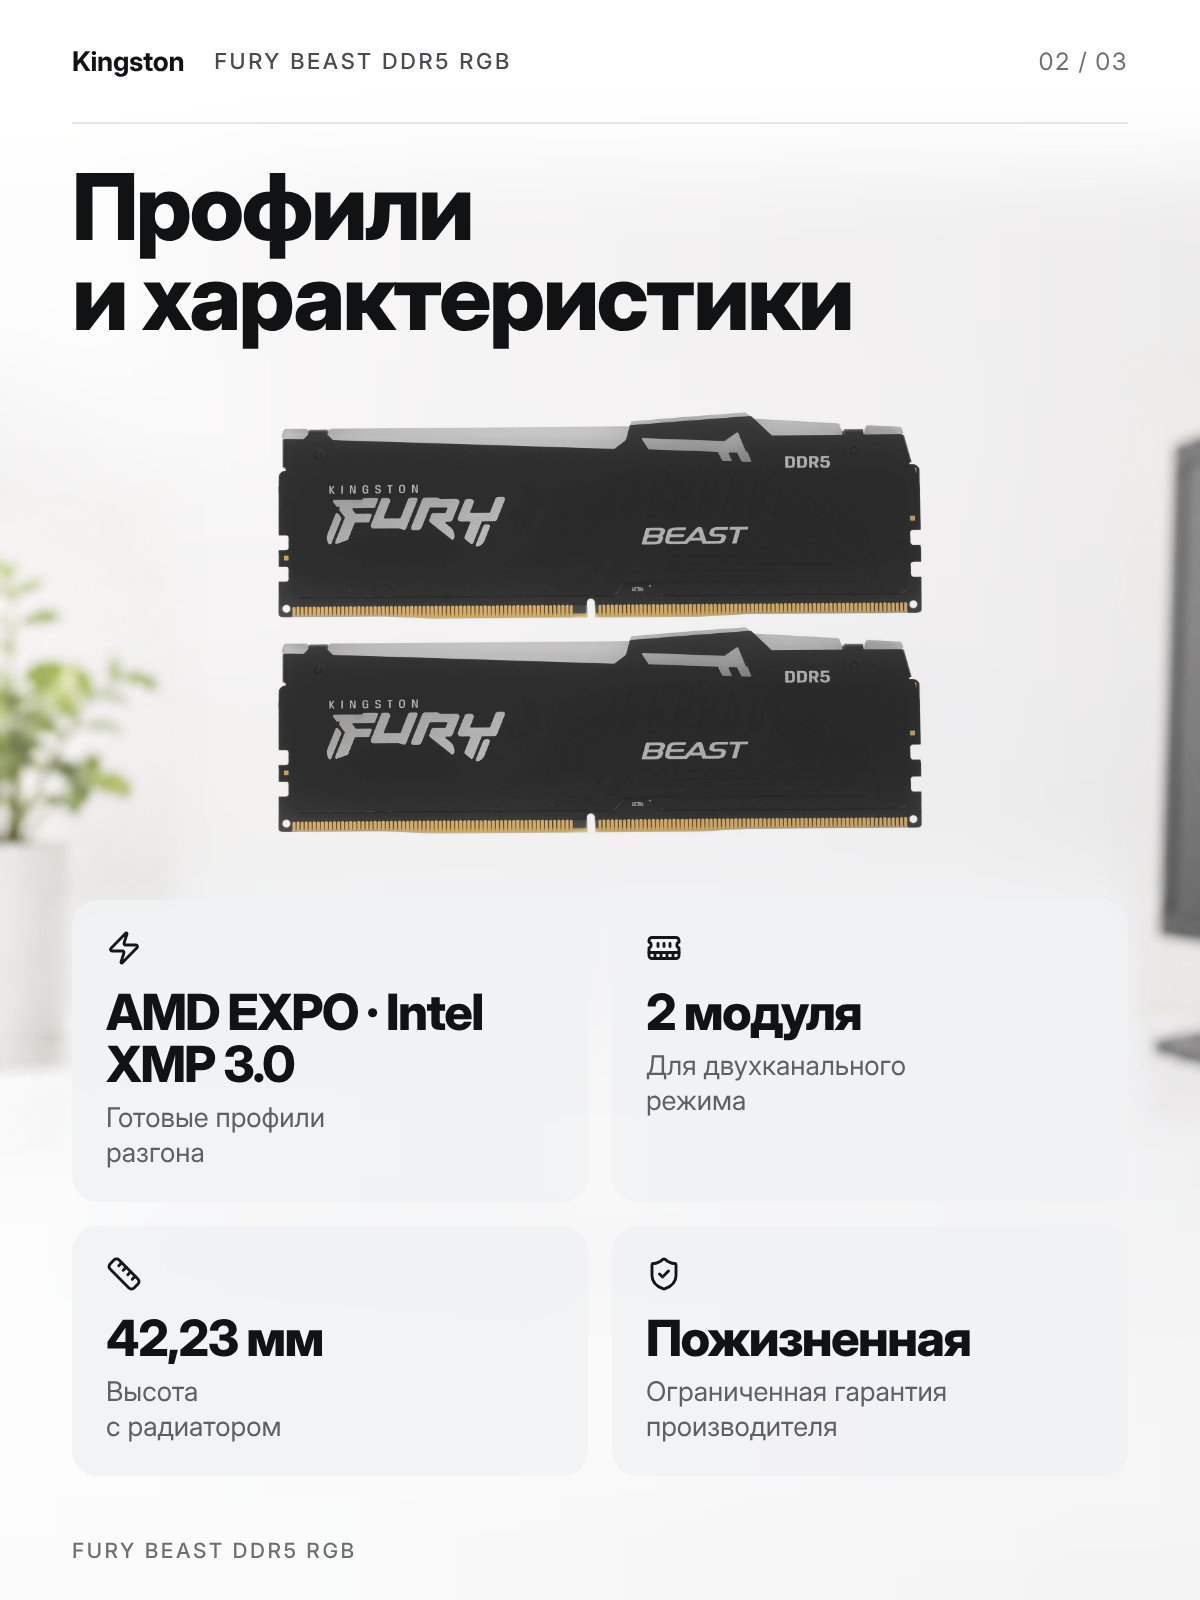 Kingston FURY BEAST DDR5 RGB 02 / 03
Профили
и характеристики
DDR5
KINGSTON
FURY
BEAST
DDR5
KINGSTON
FURY
BEAST
AMD EXPO · Intel
XMP 3.0
Готовые профили
разгона
2 модуля
Для двухканального
режима
42,23 мм
Высота
с радиатором
Пожизненная
Ограниченная гарантия
производителя
FURY BEAST DDR5 RGB